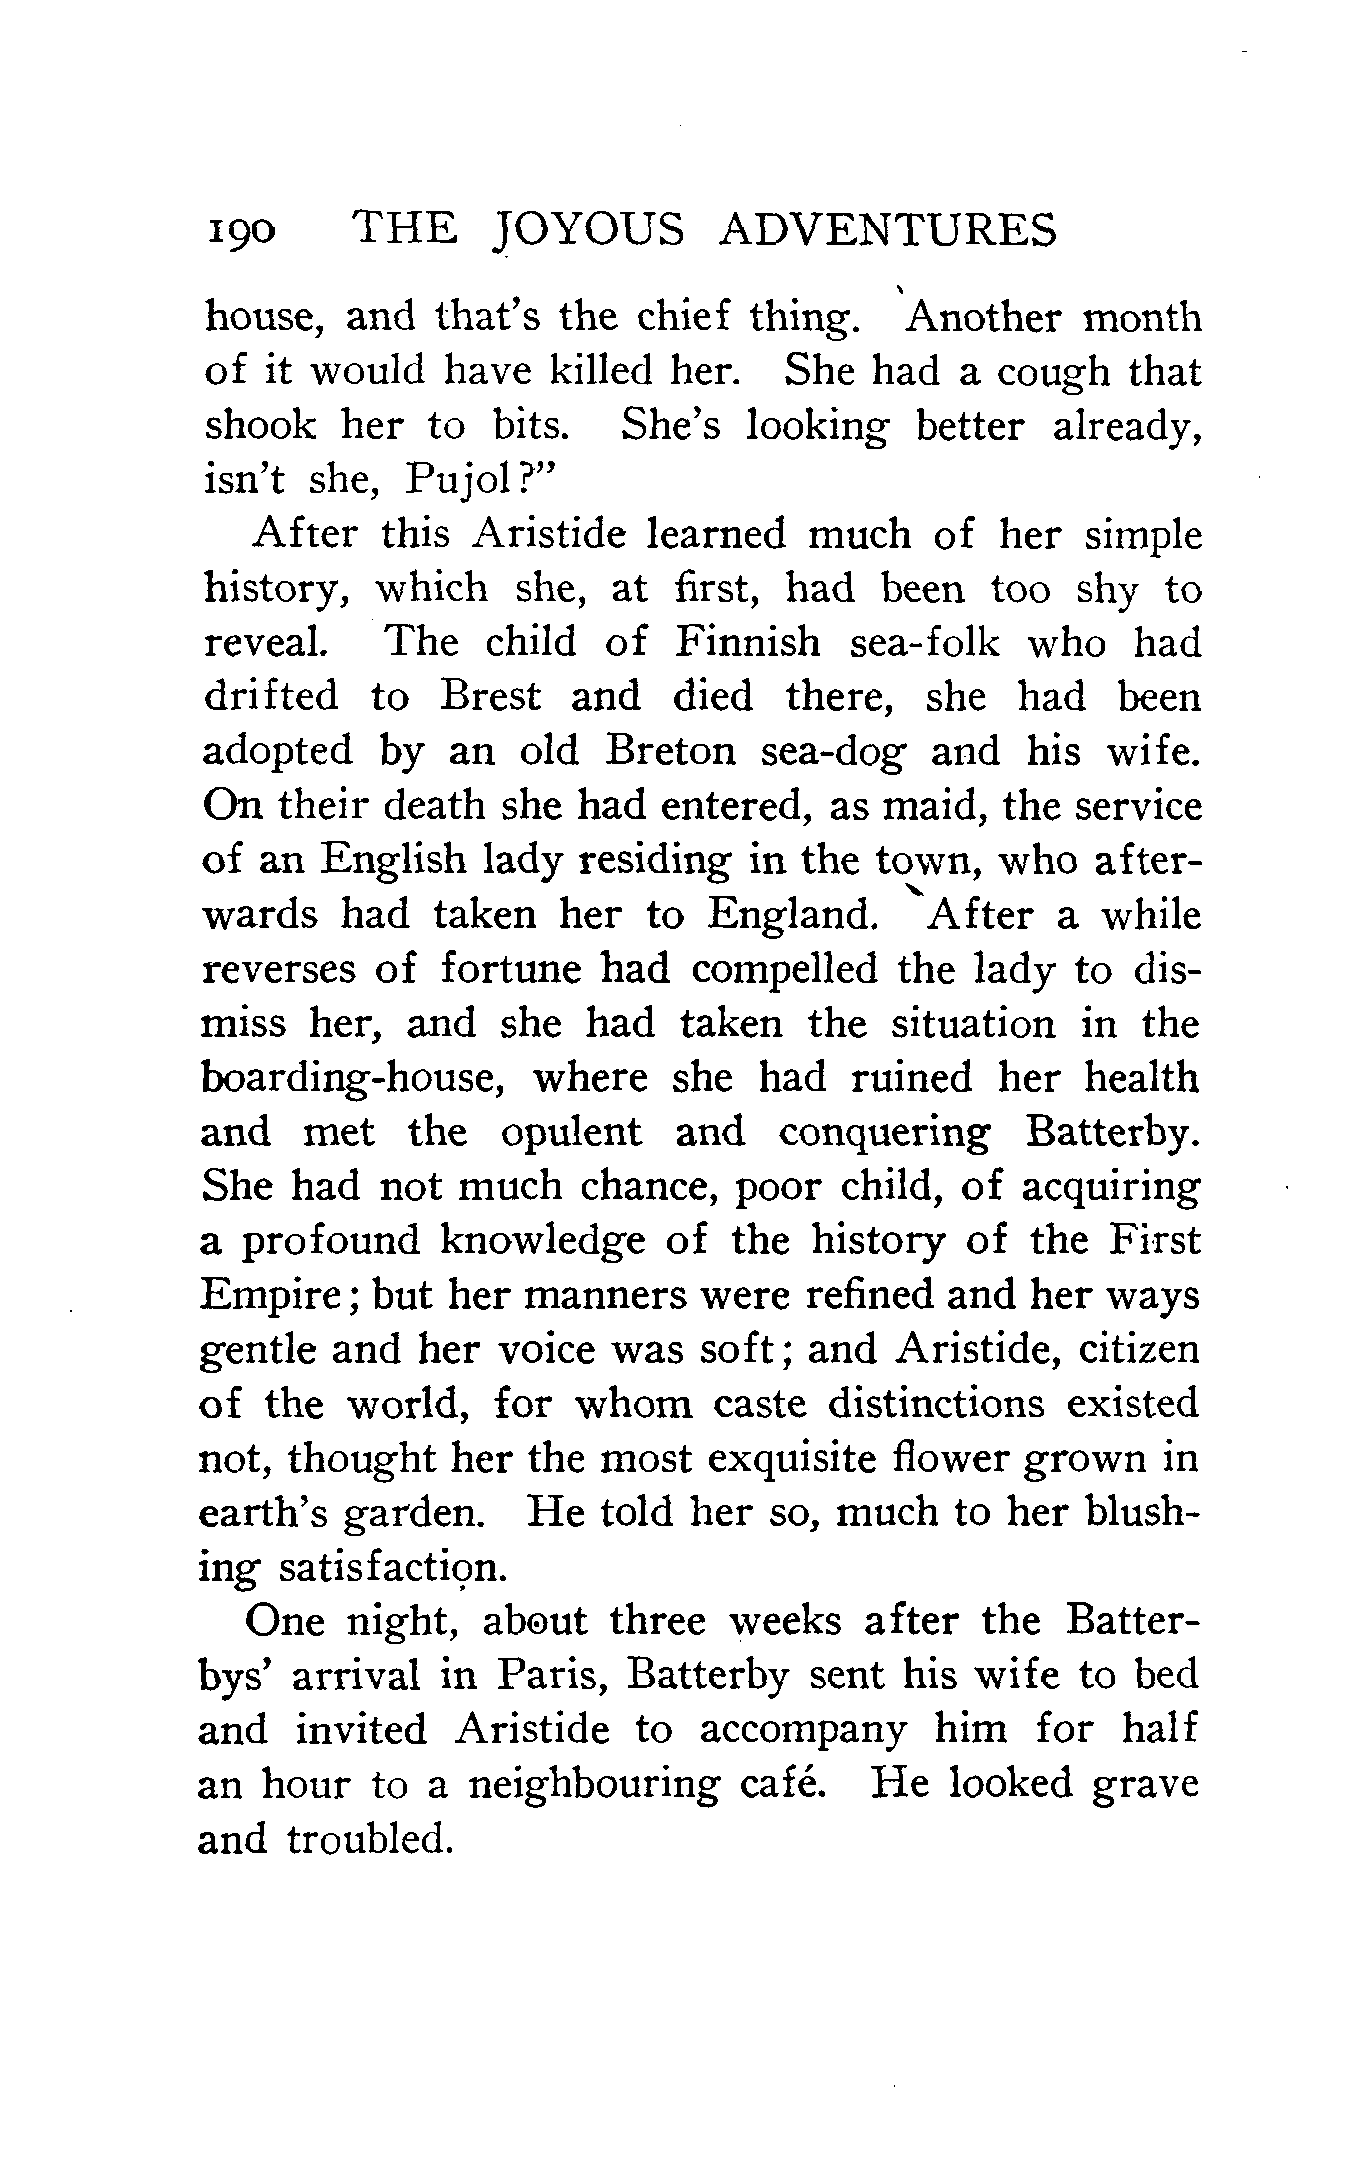 190 THE JOYOUS ADVENTURES
house, and that's the chief thing. Another month
of it would have killed her. She had a cough that
shook her to bits. She's looking better already,
isn't she, Pujol?"
After this Aristide learned much of her simple
history, which she, at first, had been too shy to
reveal. The child of Finnish sea-folk who had
drifted to Brest and died there, she had been
adopted by an old Breton sea-dog and his wife.
On their death she had entered, as maid, the service
of an English lady residing in the town, who after-
wards had taken her to England. After a while
reverses of fortune had compelled the lady to dis-
miss her, and she had taken the situation in the
boarding-house, where she had ruined her health
and met the opulent and conquering Batterby.
She had not much chance, poor child, of acquiring
a profound knowledge of the history of the First
Empire; but her manners were refined and her ways
gentle and her voice was soft; and Aristide, citizen
of the world, for whom caste distinctions existed
not, thought her the most exquisite flower grown in
earth's garden. He told her so, much to her blush-
ing satisfaction.
One night, about three weeks after the Batter-
bys' arrival in Paris, Batterby sent his wife to bed
and invited Aristide to accompany him for half
an hour to a neighbouring café. He looked grave
and troubled.